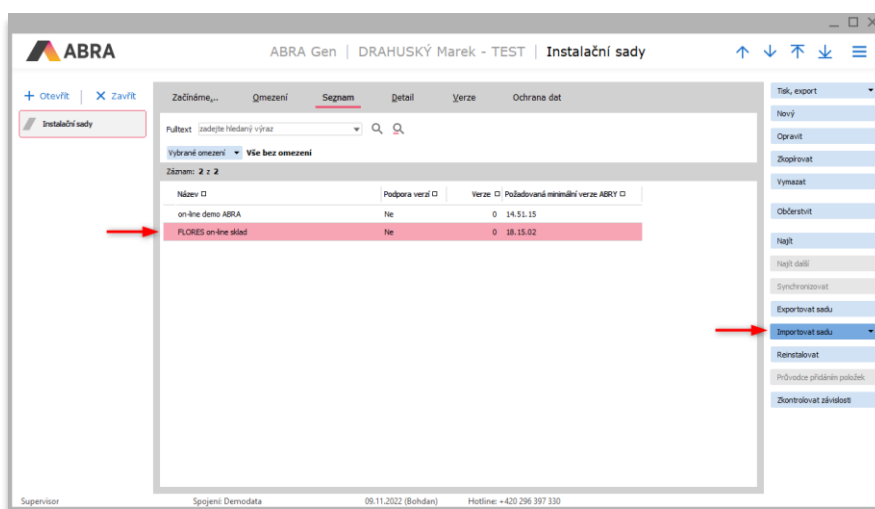 ABRA
ABRA Gen | DRAHUSKÝ Marek - TEST | Instalační sady
+ Otevřít | X Zavřít
Instalační sady
Začínáme... Omezení Seznam Detail Verze Ochrana dat
Fulltext zadejte hledaný výraz
Vybrané omezení Vše bez omezení
Záznam: 2 z 2
Název Podpora verzí Verze Požadovaná minimální verze ABRY
on-line demo ABRA Ne 0 14.51.15
FLORES on-line sklad Ne 0 18.15.02
Tisk, export
Nový
Opravit
Zkopírovat
Vymazat
Občerstvit
Najít
Najít další
Synchronizovat
Exportovat sadu
Importovat sadu
Reinstalovat
Průvodce přidáním položek
Zkontrolovat závislosti
Supervisor Spojení: Demodata 09.11.2022 (Bohdan) Hotline: +420 296 397 330